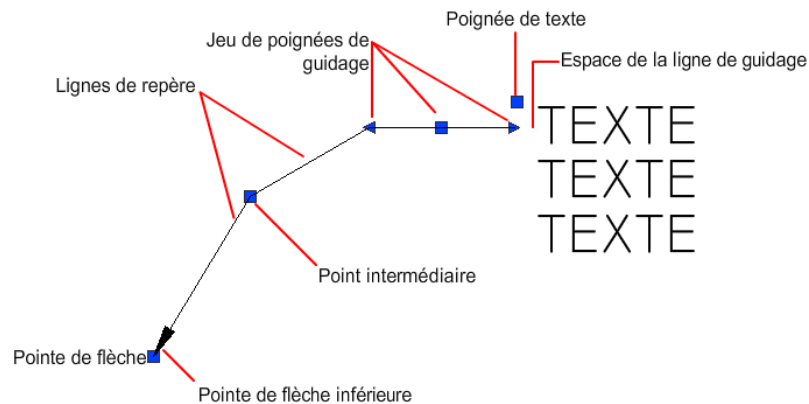 Poignée de texte
Jeu de poignées de
guidage
Espace de la ligne de guidage
Lignes de repère
TEXTE
TEXTE
TEXTE
Point intermédiaire
Pointe de flèche
Pointe de flèche inférieure